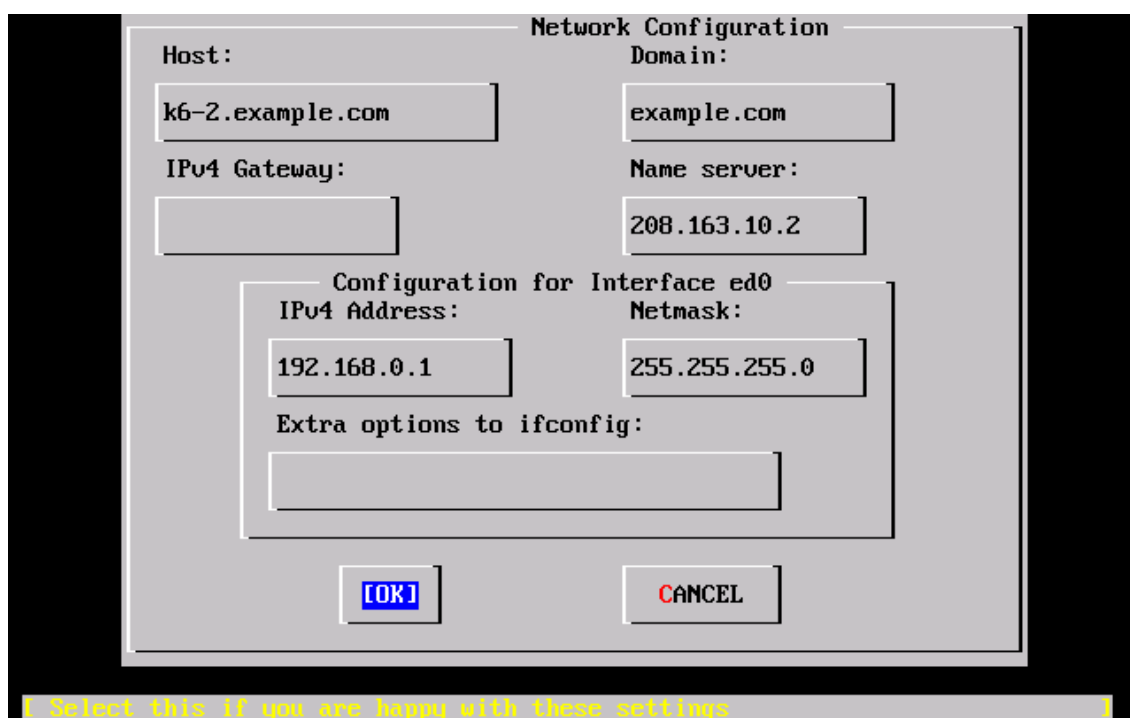 Network Configuration
Host: Domain:
k6-2.example.com example.com
IPv4 Gateway: Name server:
208.163.10.2
Configuration for Interface ed0
IPv4 Address: Netmask:
192.168.0.1 255.255.255.0
Extra options to ifconfig:
[OK] CANCEL
[ Select this if you are happy with these settings ]